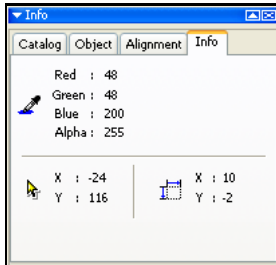 Info
Catalog Object Alignment Info
Red : 48
Green : 48
Blue : 200
Alpha : 255
X : -24 X : 10
Y : 116 Y : -2